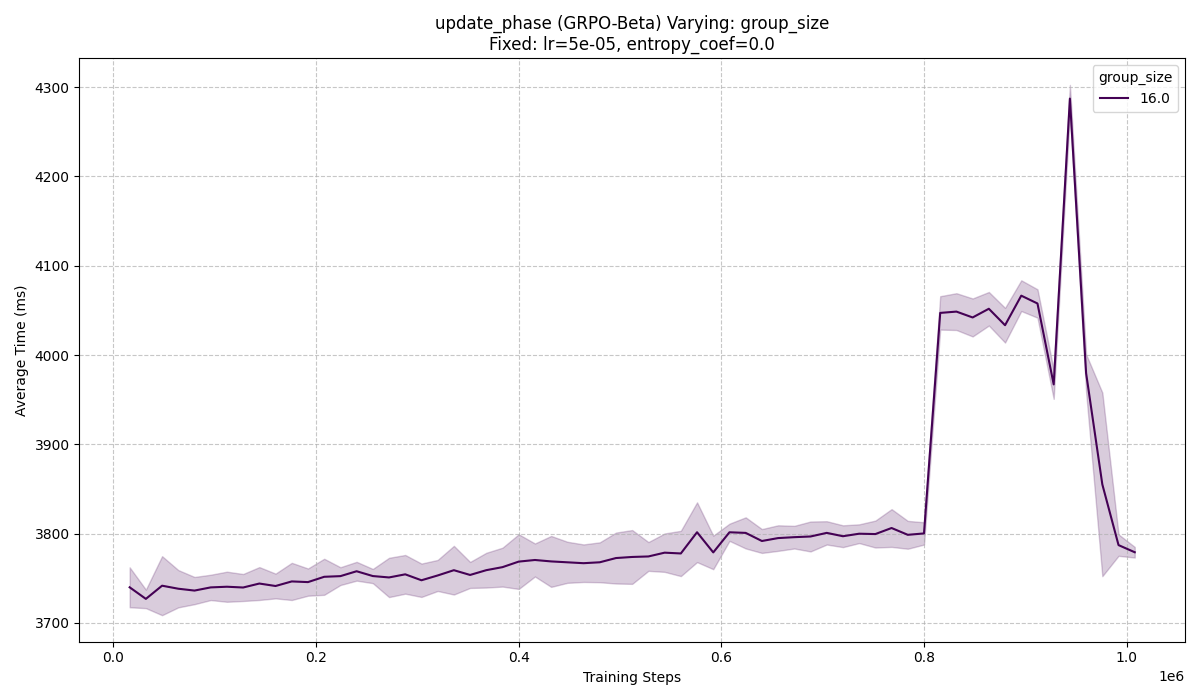 update_phase (GRPO-Beta) Varying: group_size
Fixed: lr=5e-05, entropy_coef=0.0
group_size
16.0
Average Time (ms)
4300
4200
4100
4000
3900
3800
3700
0.0
0.2
0.4
0.6
0.8
1.0
1e6
Training Steps